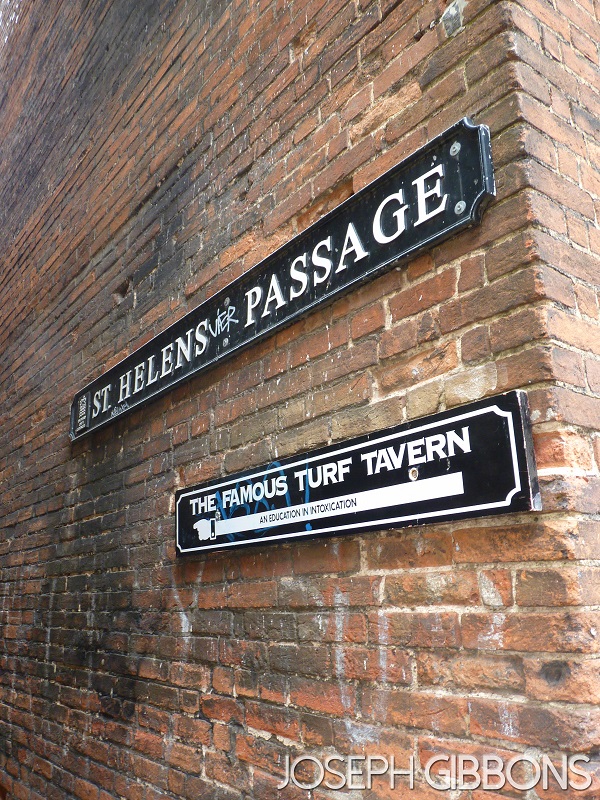 ST. HELENS PASSAGE
THE FAMOUS TURF TAVERN
AN EDUCATION IN INTOXICATION
JOSEPH GIBBONS®